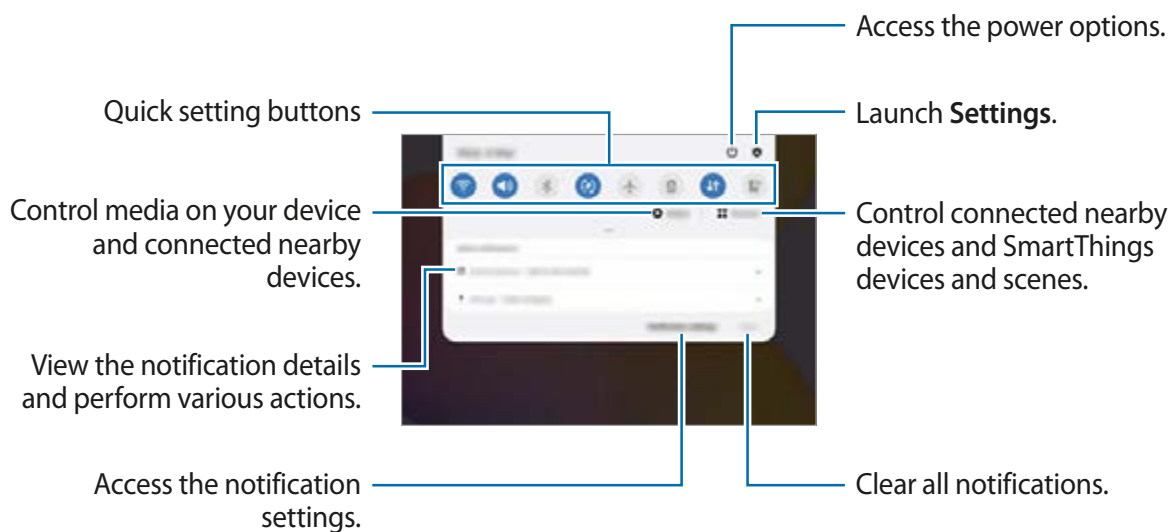 Access the power options.
Quick setting buttons
Launch Settings.
Control media on your device
and connected nearby
devices.
Control connected nearby
devices and SmartThings
devices and scenes.
View the notification details
and perform various actions.
Access the notification
settings.
Clear all notifications.